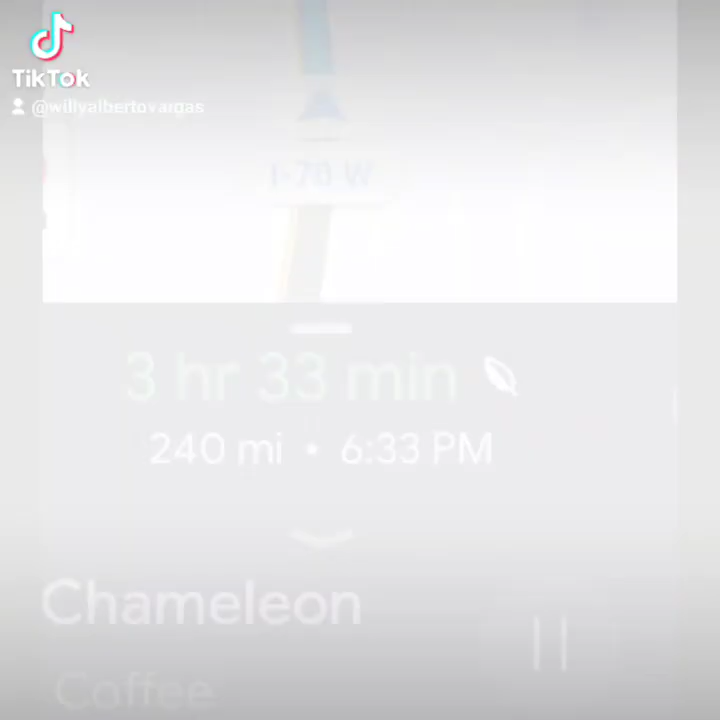 TikTok
@willyalbertovargas
I-70 W
3 hr 33 min
240 mi • 6:33 PM
Chameleon
Coffee